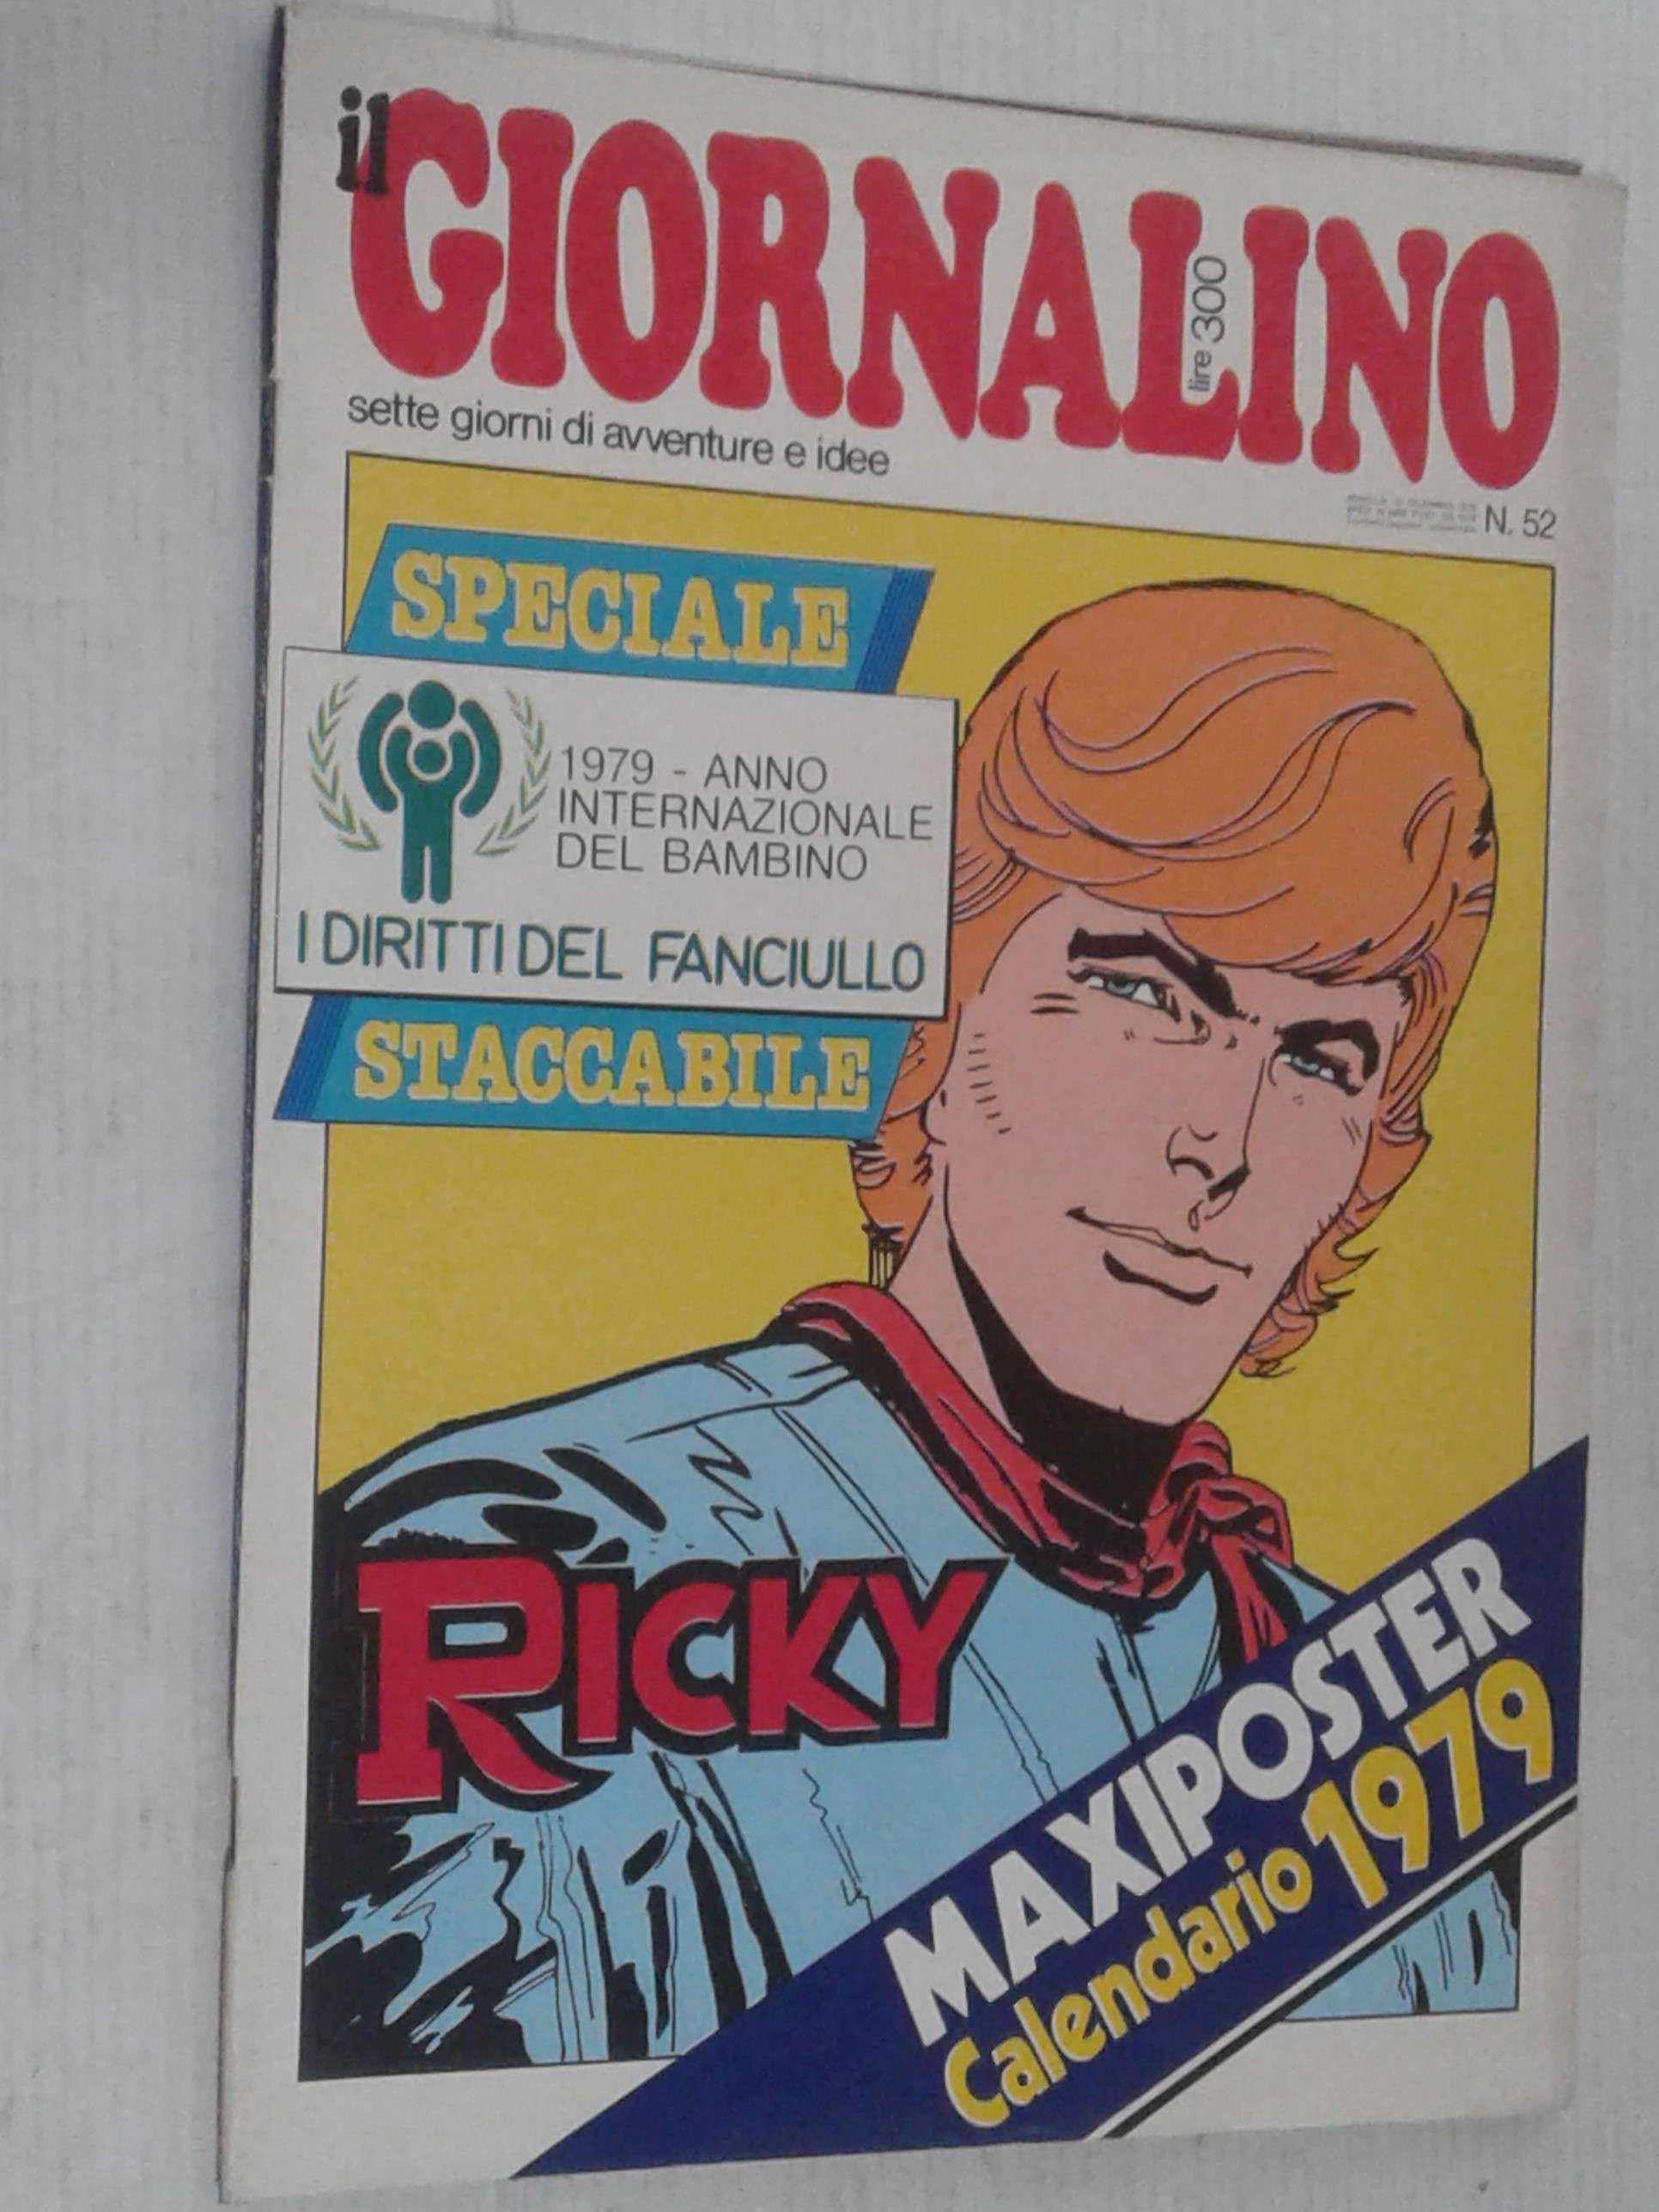 il GIORNALINO
lire 300
sette giorni di avventure e idee
N. 52
SPECIALE
1979 - ANNO
INTERNAZIONALE
DEL BAMBINO
I DIRITTI DEL FANCIULLO
STACCABILE
RICKY
MAXIPOSTER
Calendario 1979